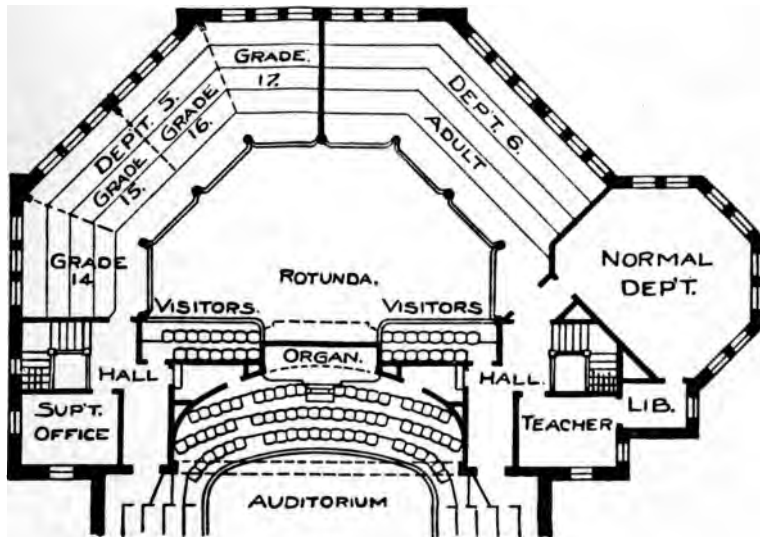 GRADE
17.
DEP'T. 5.
GRADE
16.
GRADE
15.
DEP'T. 6.
ADULT
GRADE
14
NORMAL
DEP'T.
ROTUNDA.
VISITORS.
VISITORS
ORGAN.
HALL
HALL.
SUP'T.
OFFICE
TEACHER
LIB.
AUDITORIUM